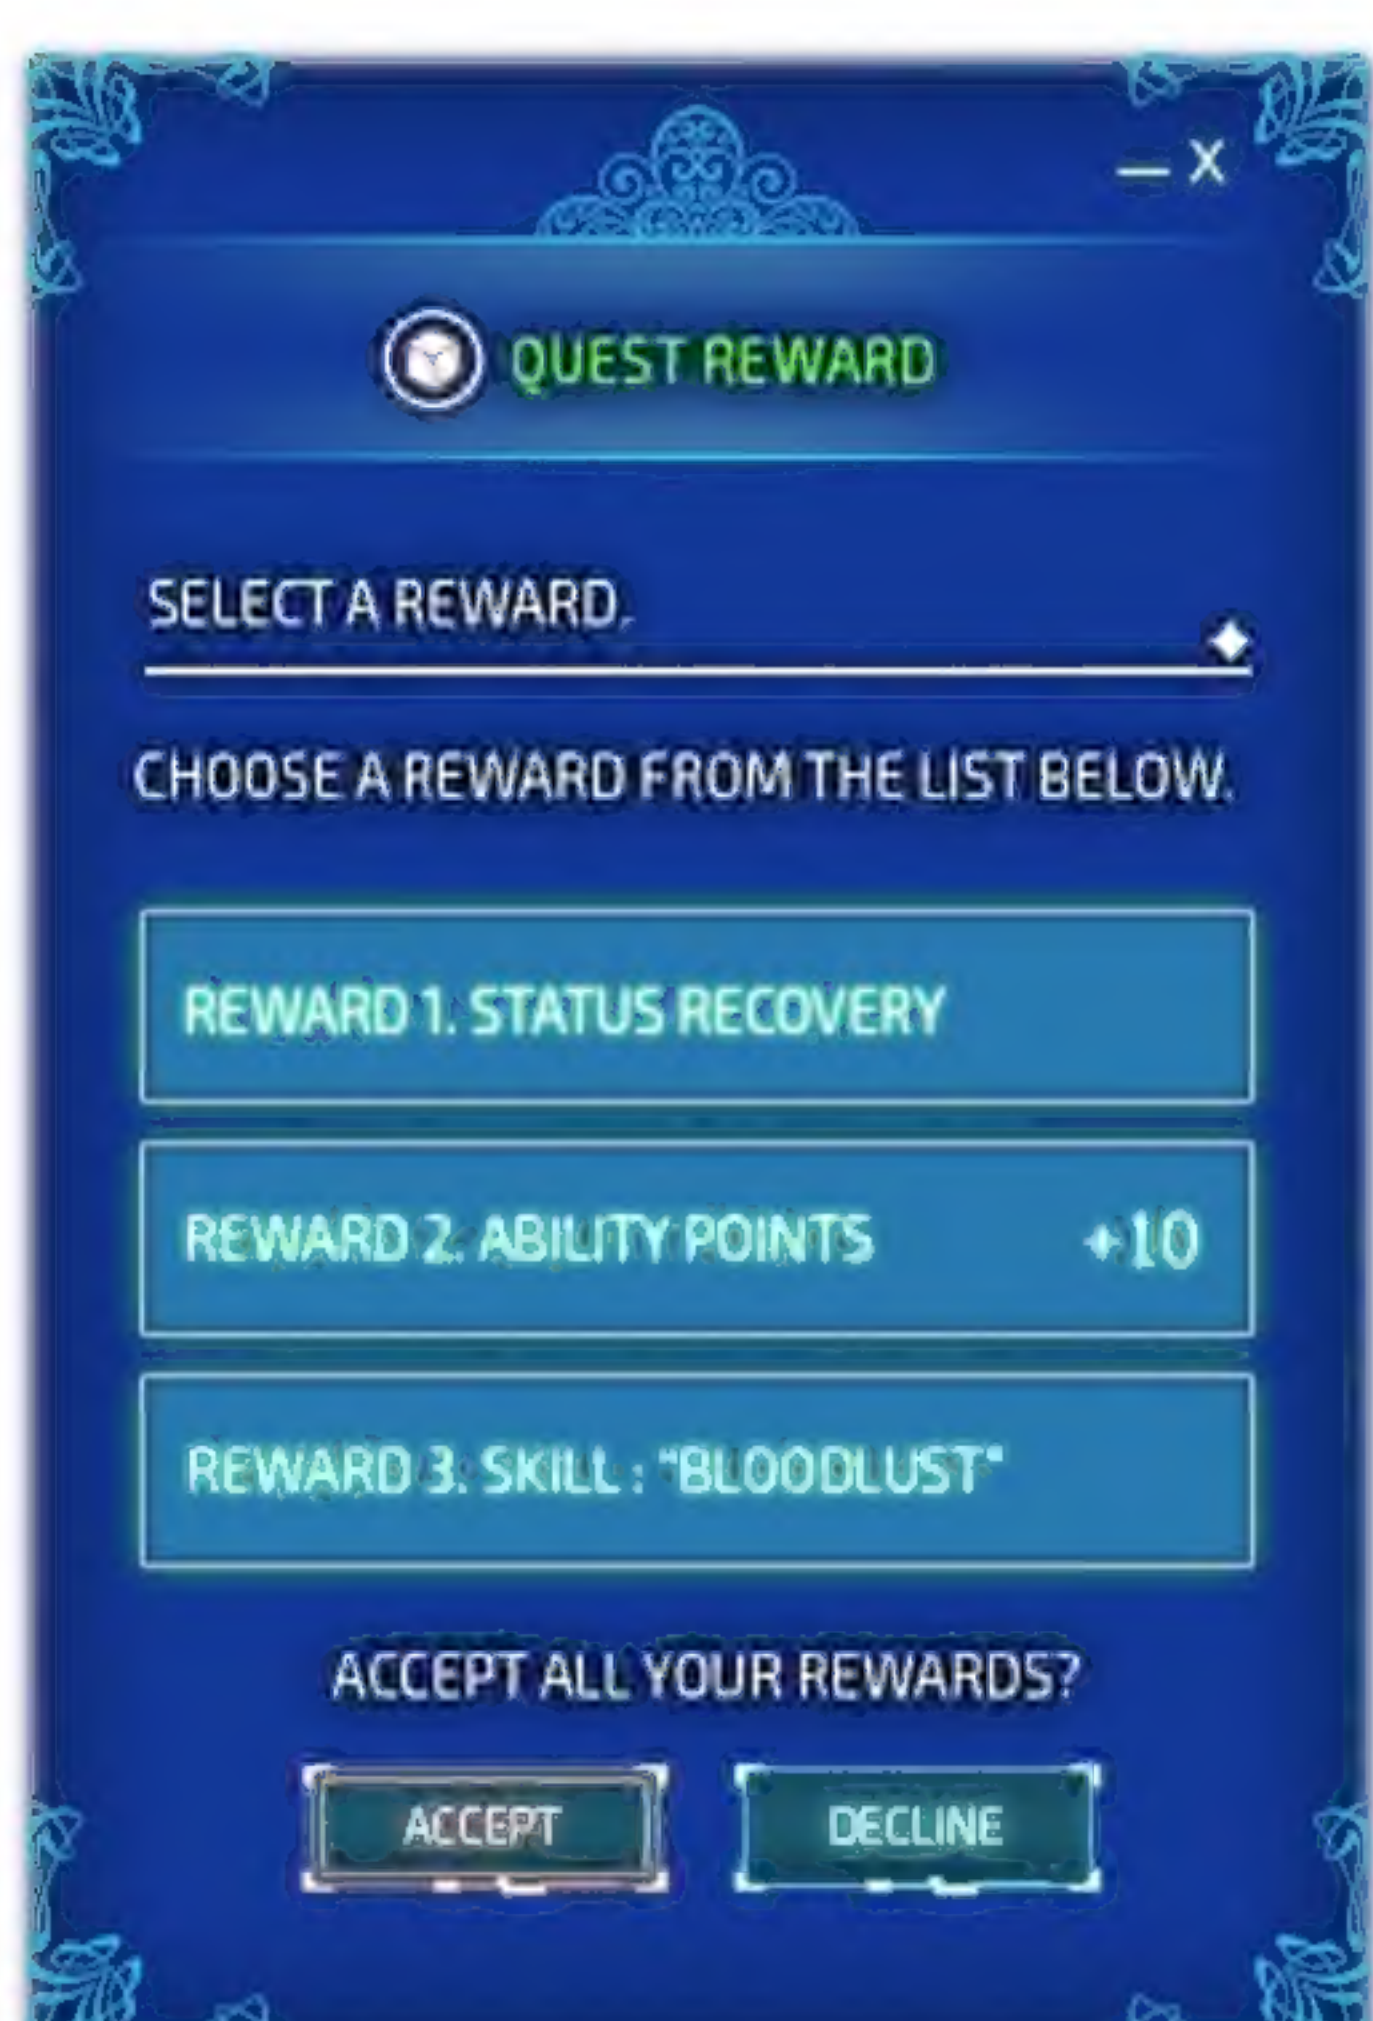 — X
QUEST REWARD
SELECT A REWARD.
CHOOSE A REWARD FROM THE LIST BELOW.
REWARD 1. STATUS RECOVERY
REWARD 2. ABILITY POINTS +10
REWARD 3. SKILL : "BLOODLUST"
ACCEPT ALL YOUR REWARDS?
ACCEPT DECLINE